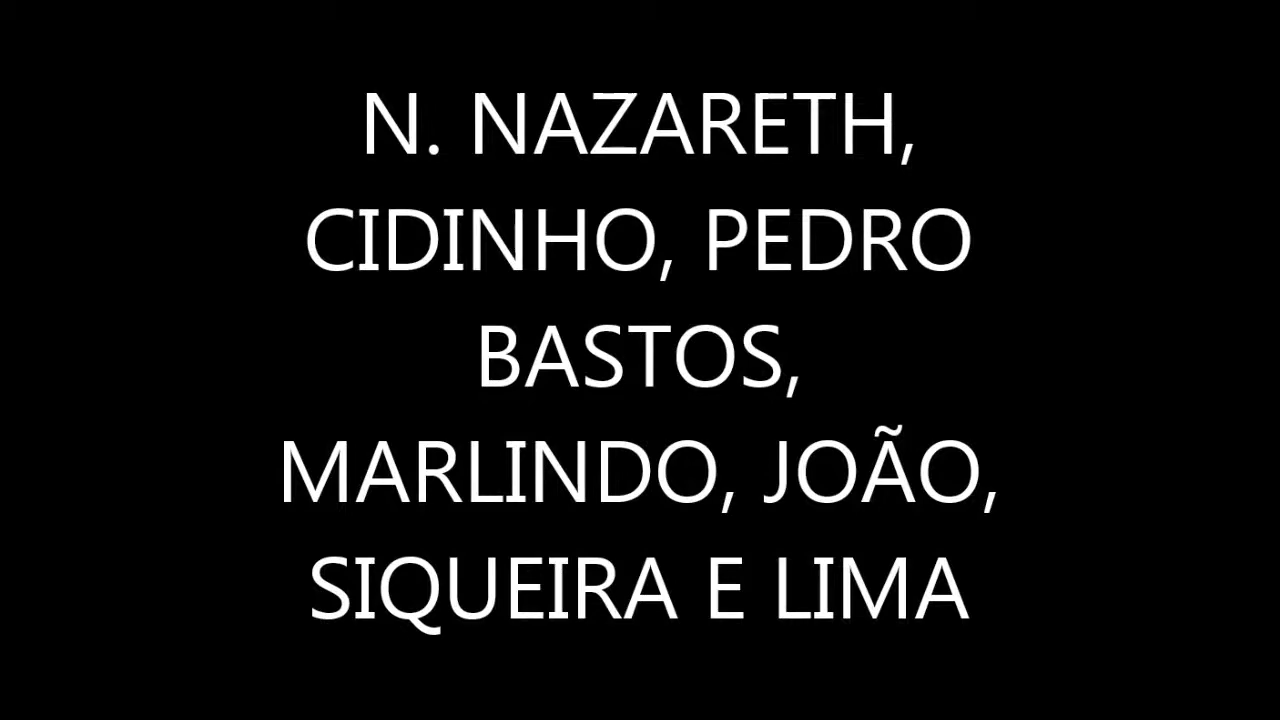 N. NAZARETH,
CIDINHO, PEDRO
BASTOS,
MARLINDO, JOÃO,
SIQUEIRA E LIMA